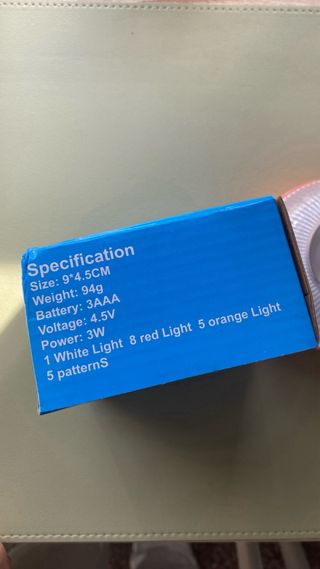 Specification
Size: 9*4.5CM
Weight: 94g
Battery: 3AAA
Voltage: 4.5V
Power: 3W
1 White Light 8 red Light 5 orange Light
5 patternS